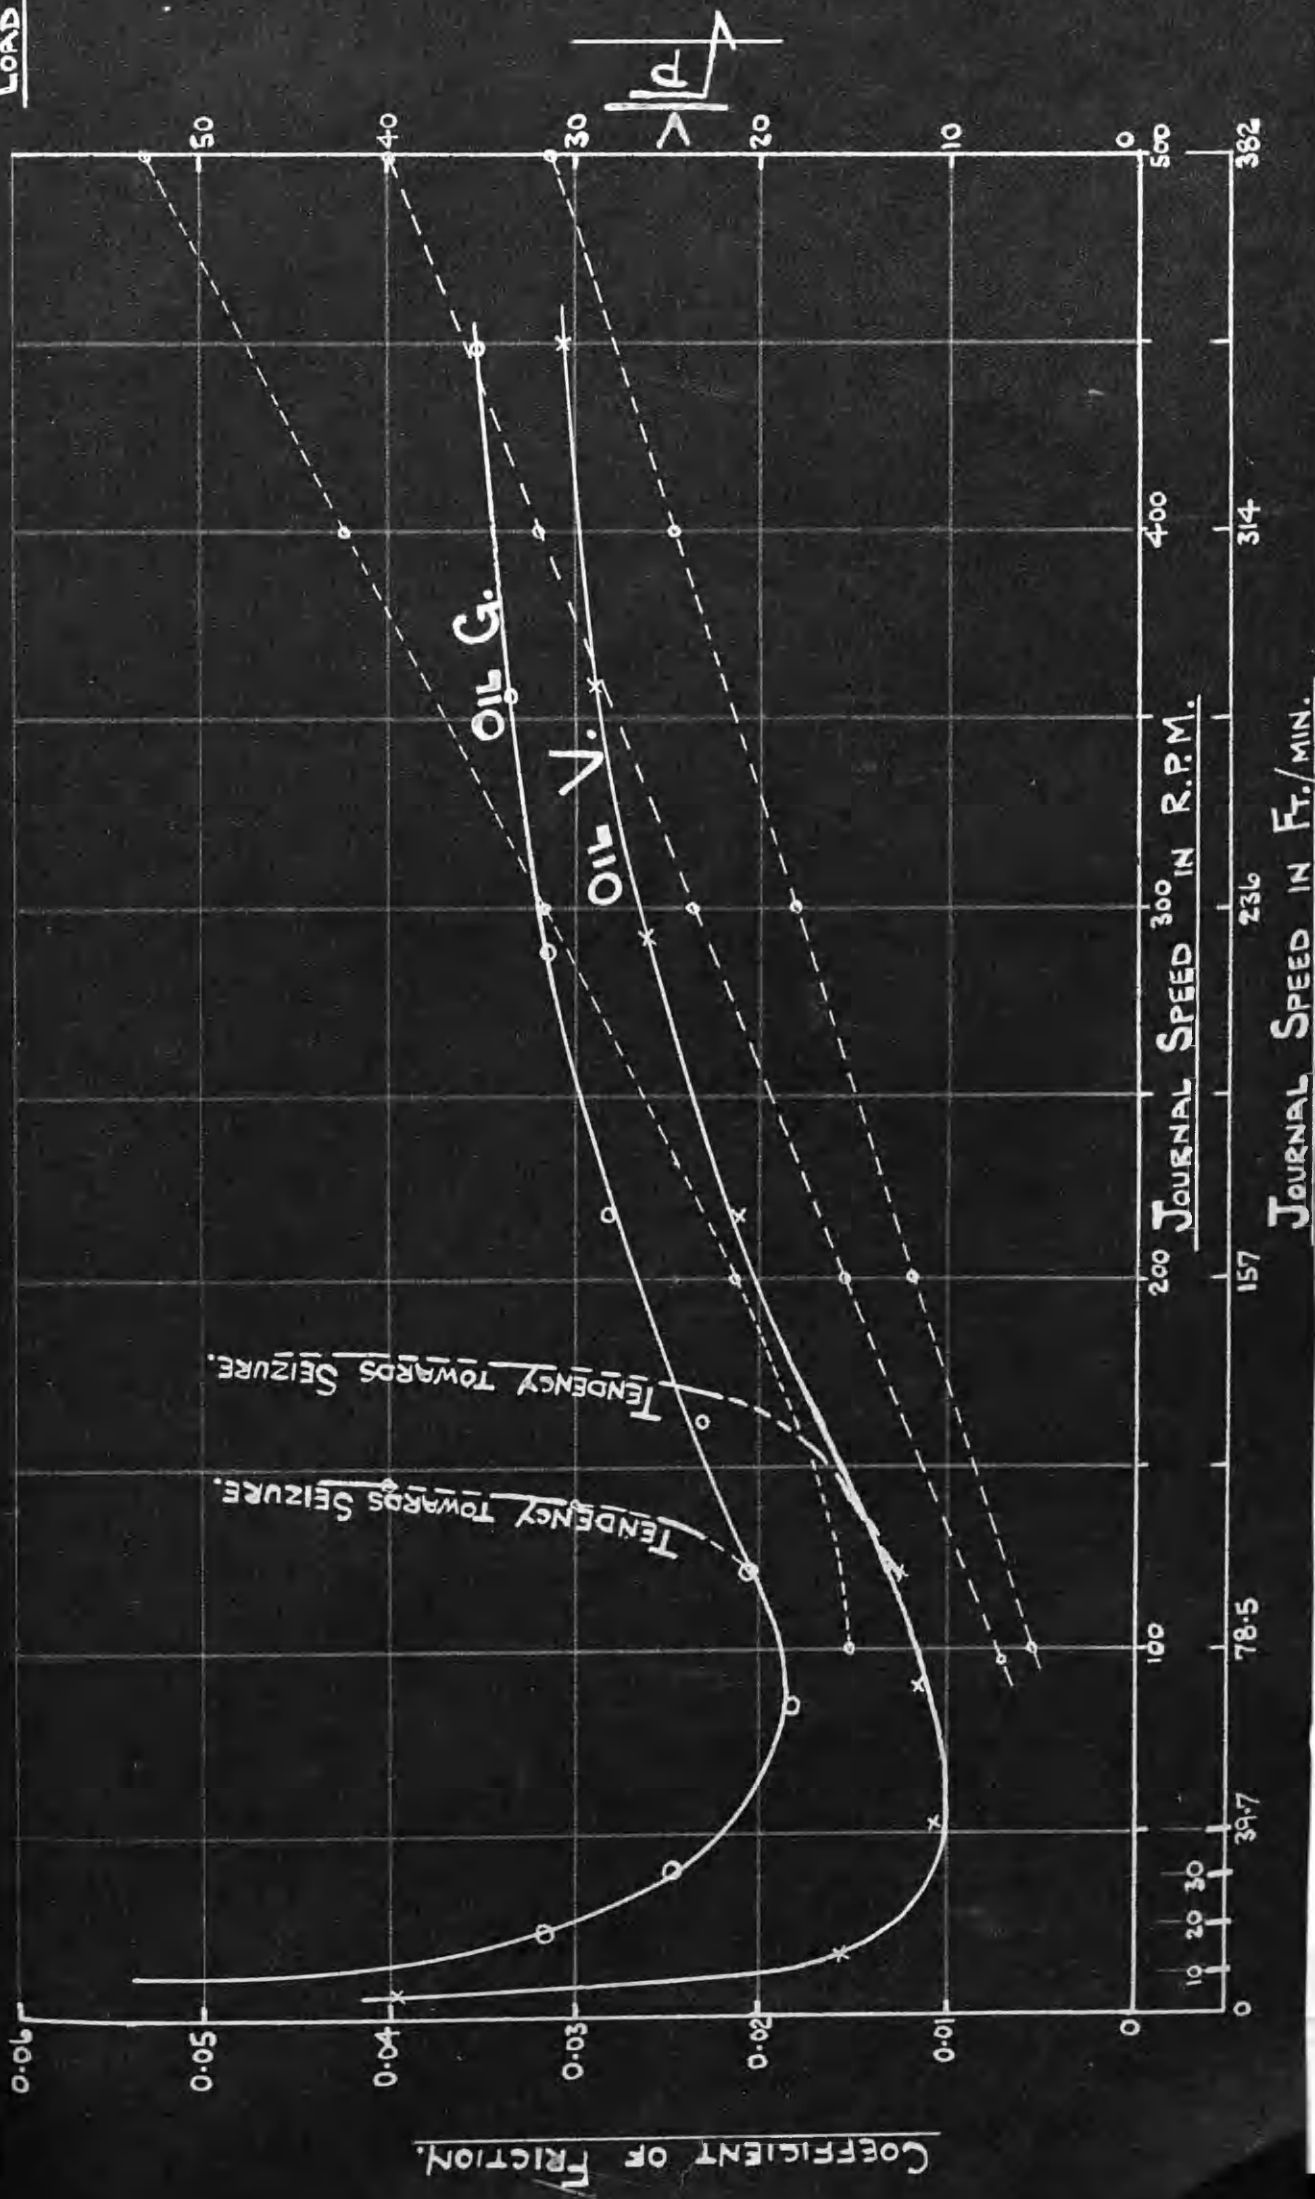 LOAD
COEFFICIENT OF FRICTION.
0.06
0.05
0.04
0.03
0.02
0.01
0
50
40
30
20
10
0
V
√P
TENDENCY TOWARDS SEIZURE.
TENDENCY TOWARDS SEIZURE.
OIL G.
OIL V.
100 200 300 400 500
JOURNAL SPEED IN R.P.M.
0 10 20 30 39.7 78.5 157 236 314 382
JOURNAL SPEED IN FT./MIN.